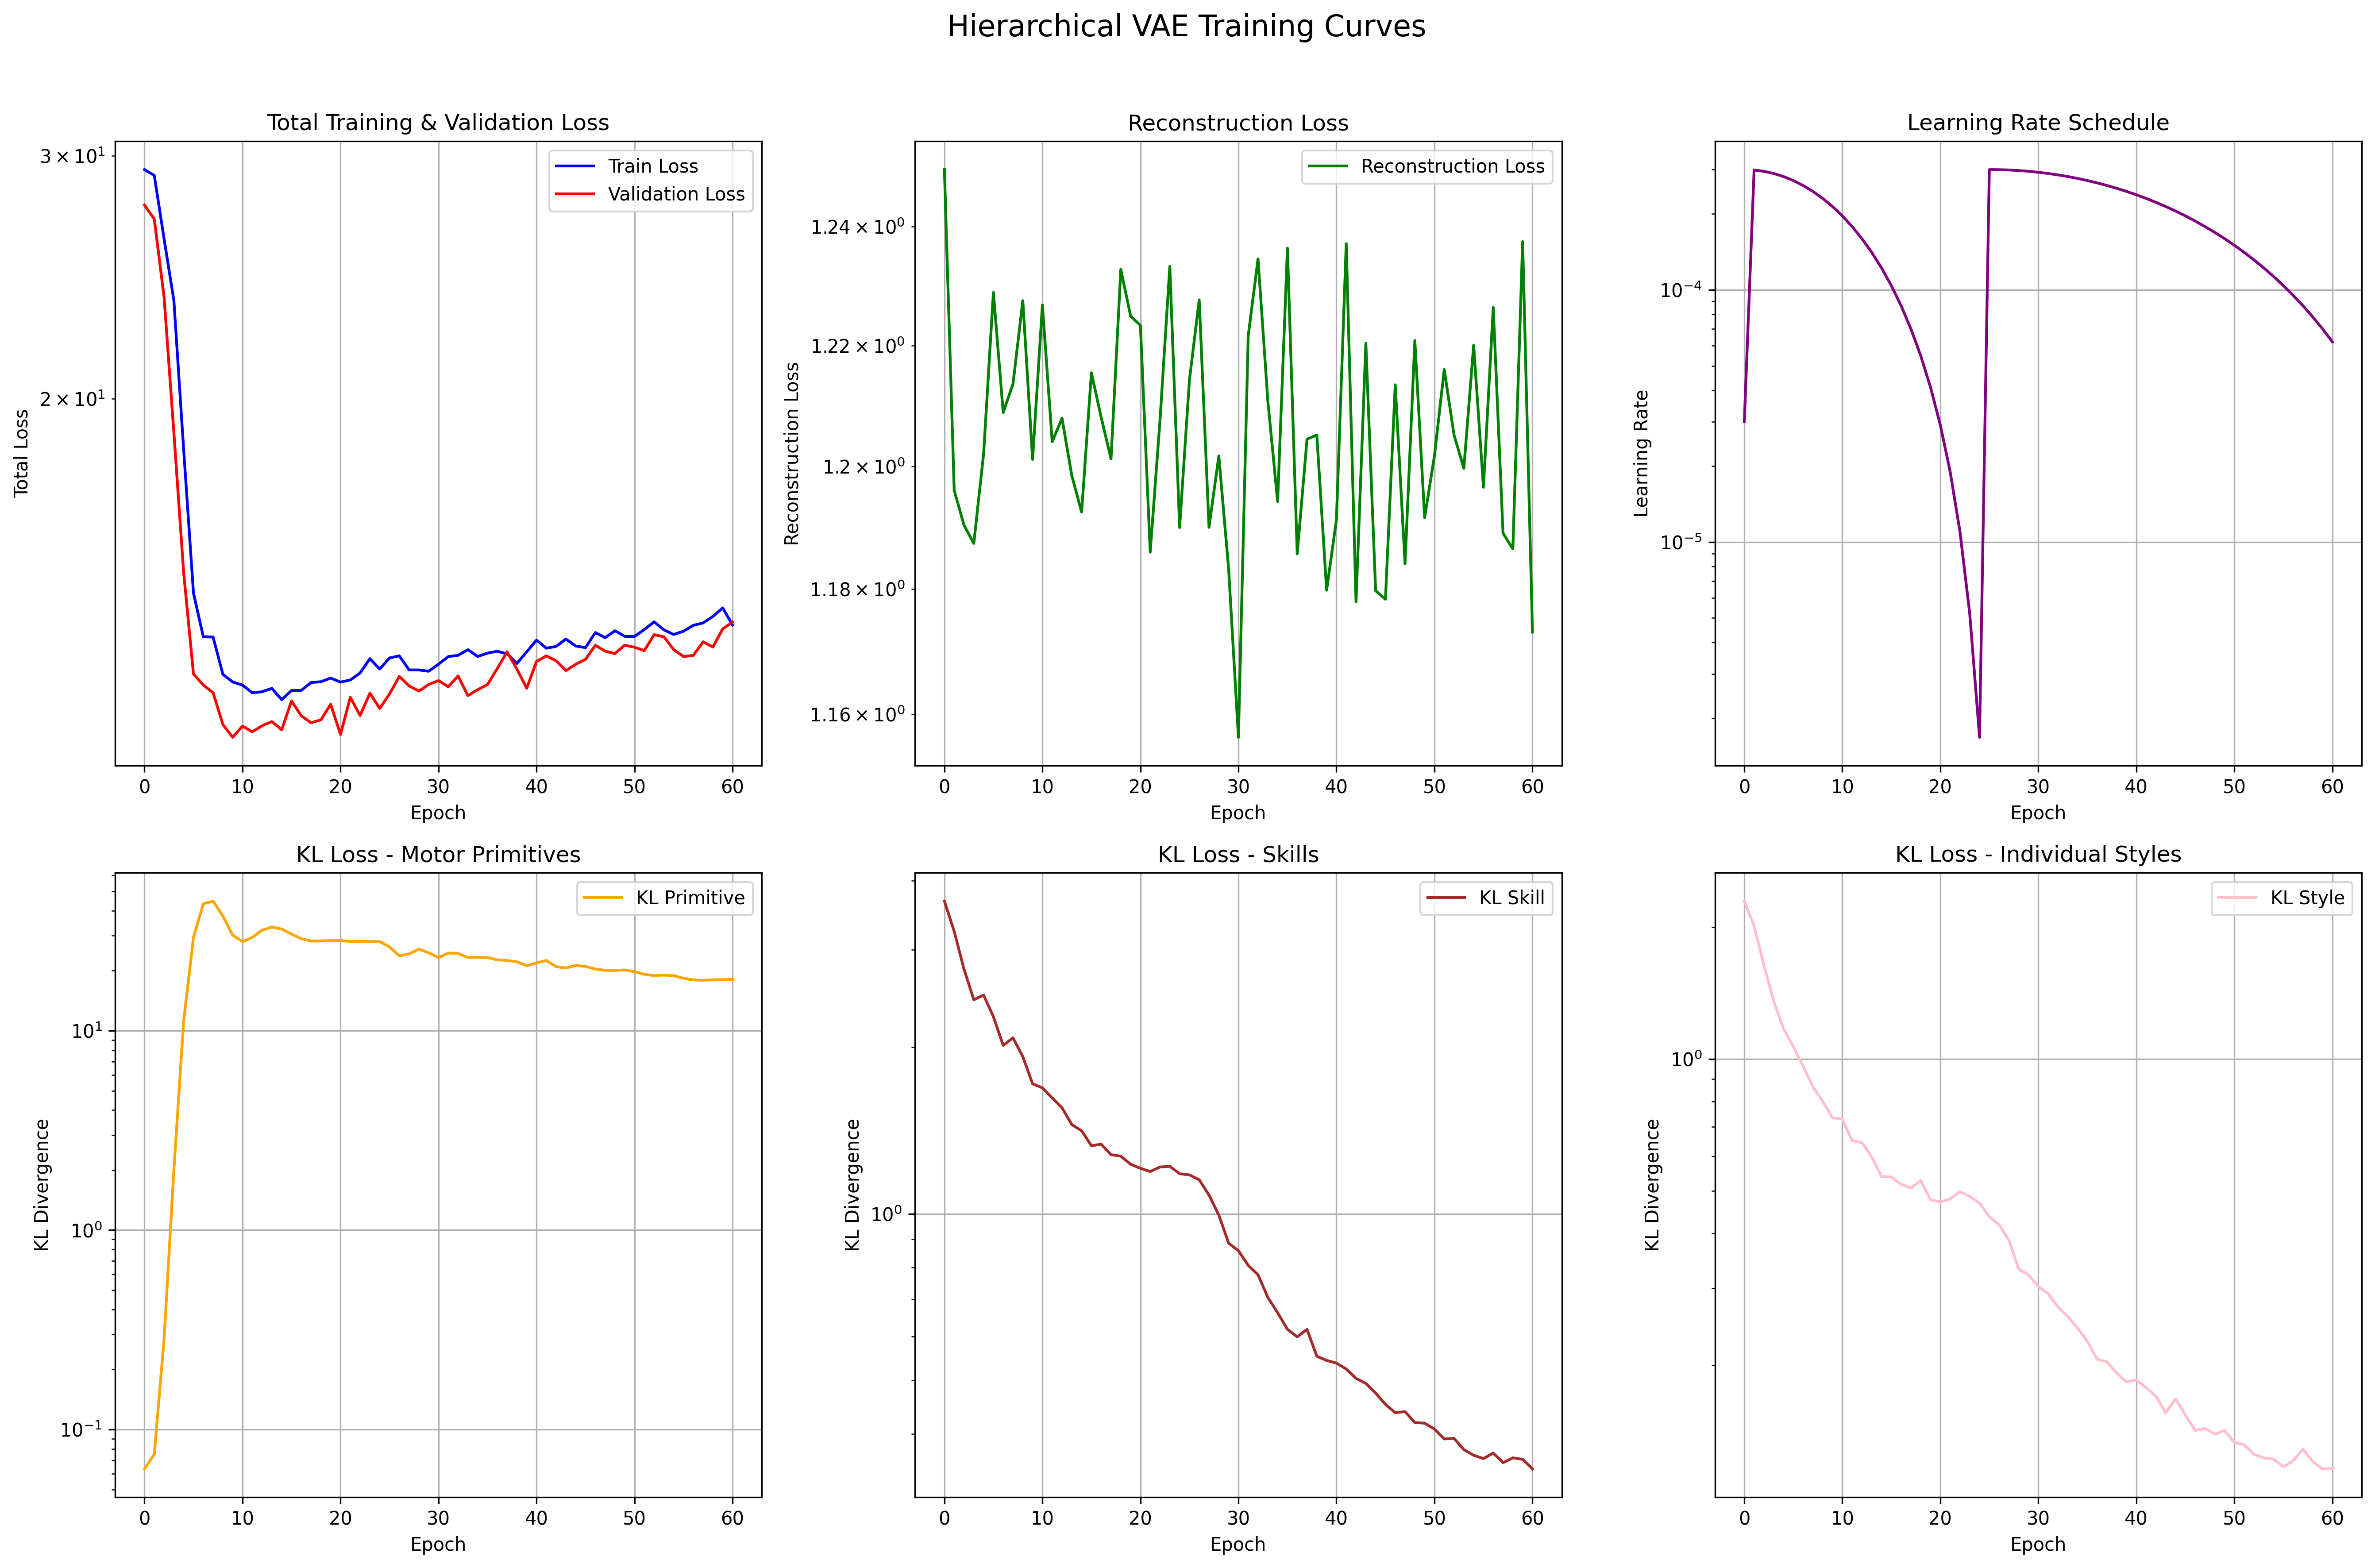 Hierarchical VAE Training Curves
Total Training & Validation Loss
Train Loss
Validation Loss
3 × 10¹
2 × 10¹
Total Loss
0 10 20 30 40 50 60
Epoch
Reconstruction Loss
Reconstruction Loss
1.24 × 10⁰
1.22 × 10⁰
1.2 × 10⁰
1.18 × 10⁰
1.16 × 10⁰
Reconstruction Loss
0 10 20 30 40 50 60
Epoch
Learning Rate Schedule
10⁻⁴
10⁻⁵
Learning Rate
0 10 20 30 40 50 60
Epoch
KL Loss - Motor Primitives
KL Primitive
10¹
10⁰
10⁻¹
KL Divergence
0 10 20 30 40 50 60
Epoch
KL Loss - Skills
KL Skill
10⁰
KL Divergence
0 10 20 30 40 50 60
Epoch
KL Loss - Individual Styles
KL Style
10⁰
KL Divergence
0 10 20 30 40 50 60
Epoch